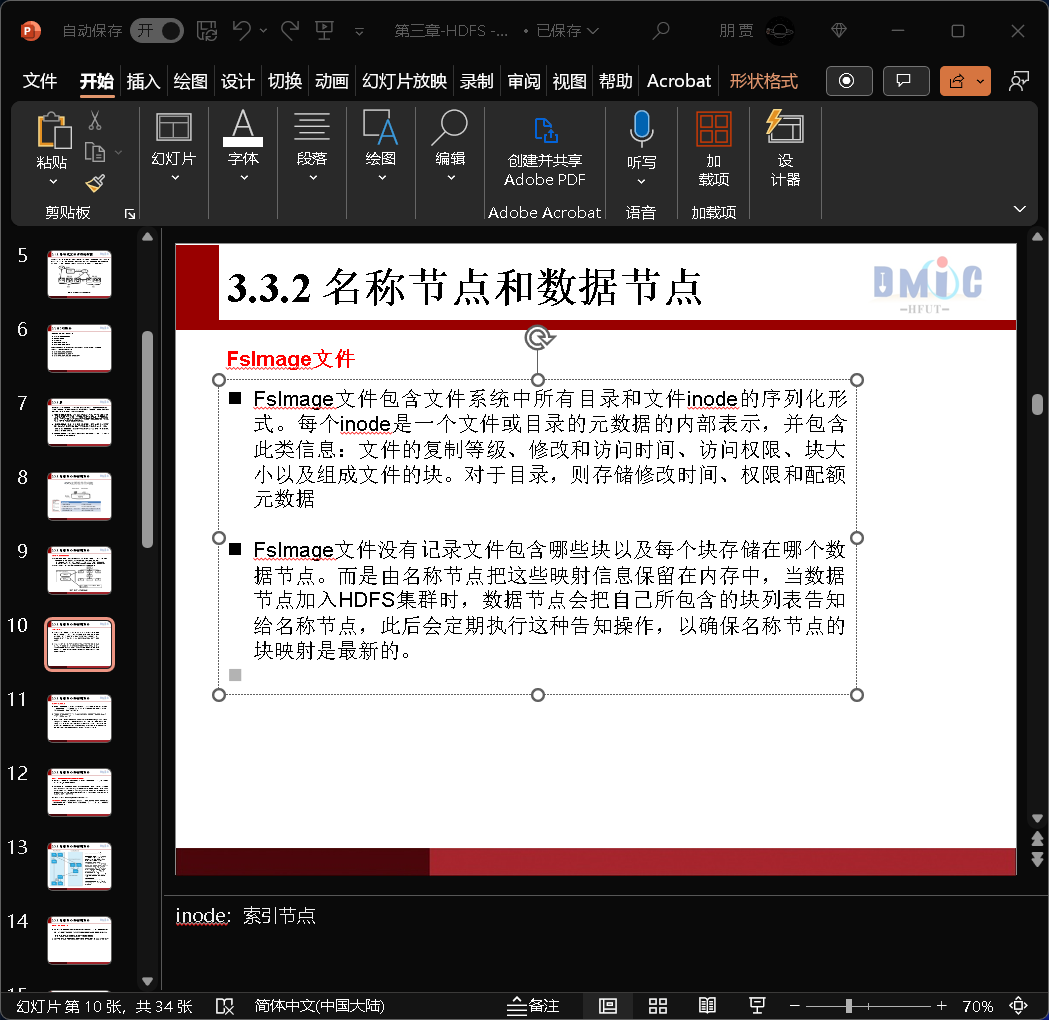 自动保存 开 第三章-HDFS -... • 已保存 朋 贾
文件 开始 插入 绘图 设计 切换 动画 幻灯片放映 录制 审阅 视图 帮助 Acrobat 形状格式
粘贴 幻灯片 字体 段落 绘图 编辑 创建并共享 Adobe PDF 听写 加载项 设计器
剪贴板 Adobe Acrobat 语音 加载项
5
6
7
8
9
10
11
12
13
14
3.3.2 名称节点和数据节点
DMiC
HFUT
FsImage文件
FsImage文件包含文件系统中所有目录和文件inode的序列化形
式。每个inode是一个文件或目录的元数据的内部表示，并包含
此类信息：文件的复制等级、修改和访问时间、访问权限、块大
小以及组成文件的块。对于目录，则存储修改时间、权限和配额
元数据
FsImage文件没有记录文件包含哪些块以及每个块存储在哪个数
据节点。而是由名称节点把这些映射信息保留在内存中，当数据
节点加入HDFS集群时，数据节点会把自己所包含的块列表告知
给名称节点，此后会定期执行这种告知操作，以确保名称节点的
块映射是最新的。
inode: 索引节点
幻灯片 第 10 张，共 34 张 简体中文(中国大陆) 备注 70%